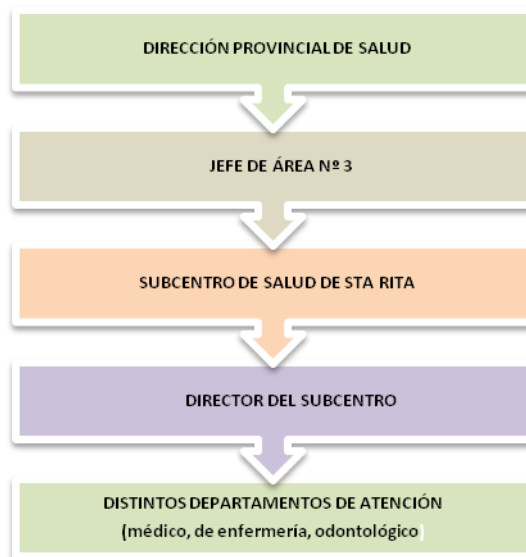 DIRECCIÓN PROVINCIAL DE SALUD
JEFE DE ÁREA Nº 3
SUBCENTRO DE SALUD DE STA RITA
DIRECTOR DEL SUBCENTRO
DISTINTOS DEPARTAMENTOS DE ATENCIÓN
(médico, de enfermería, odontológico)